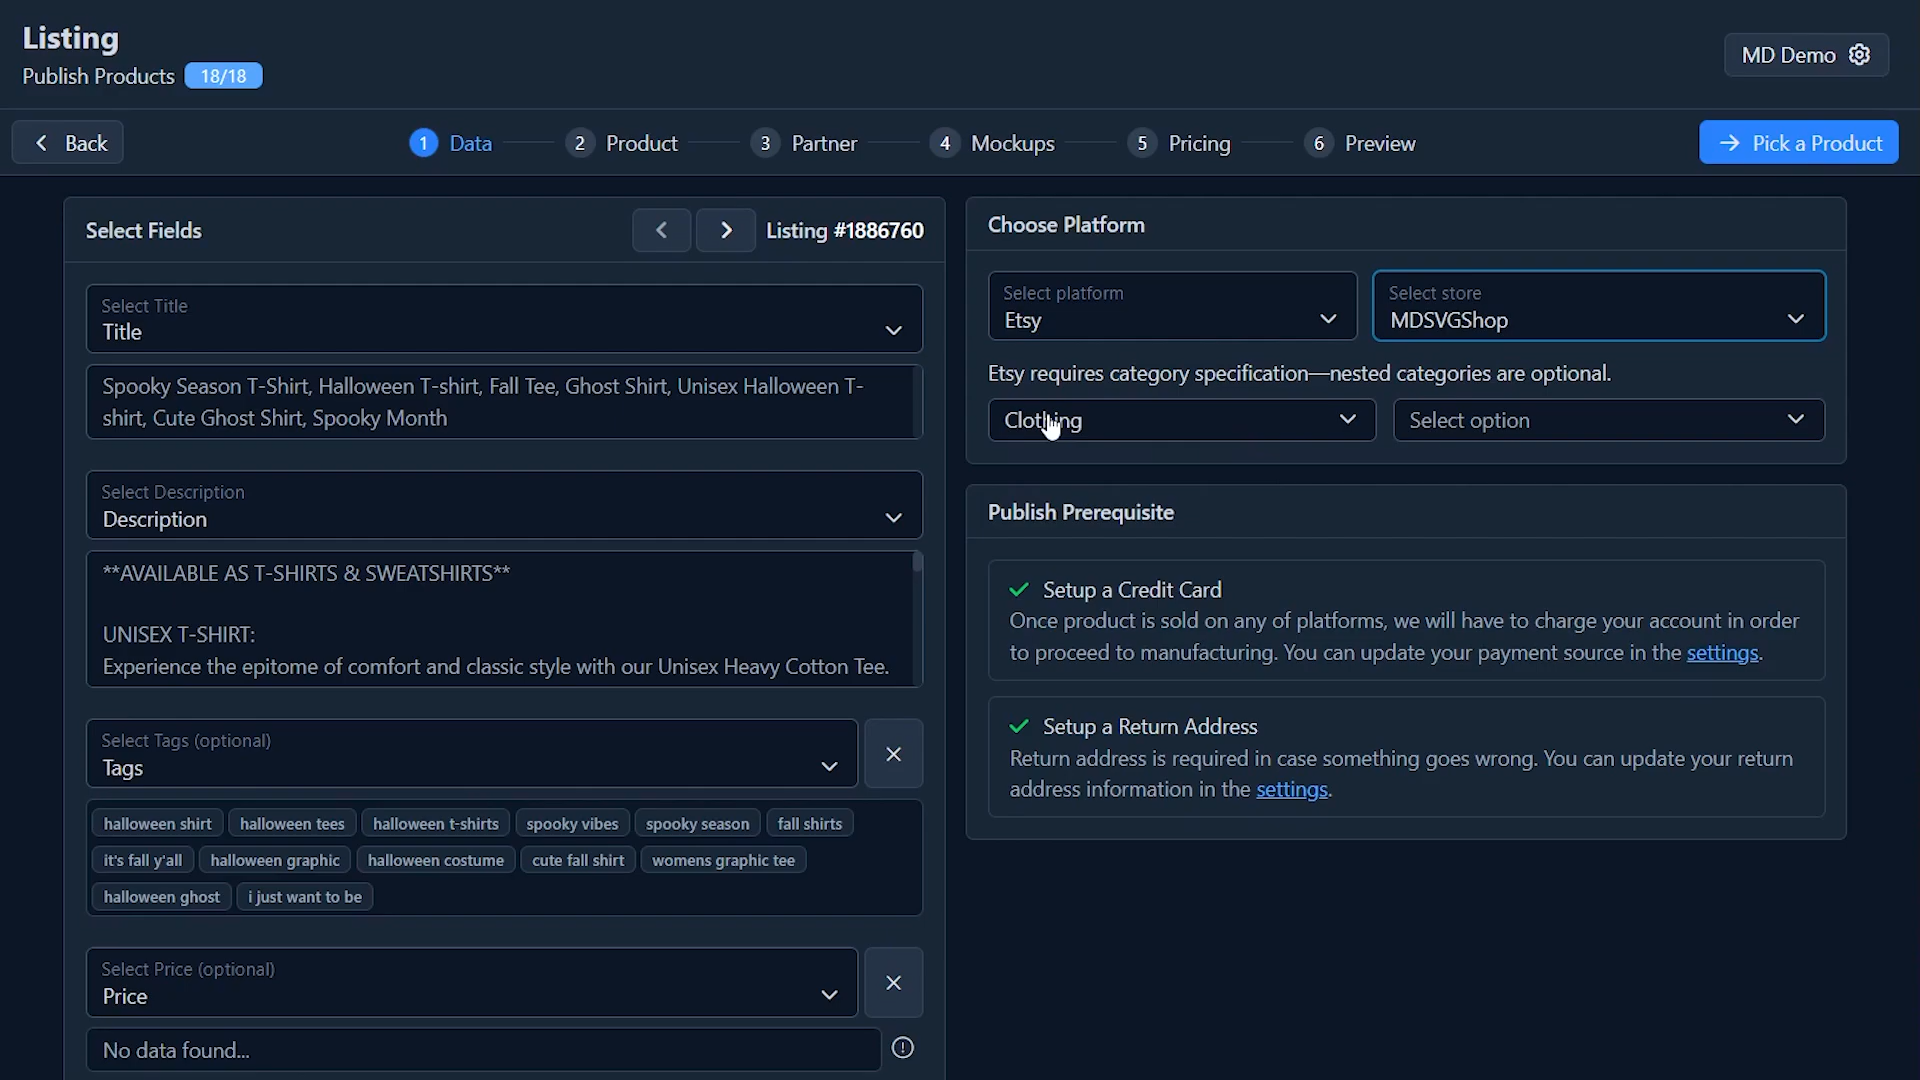 Listing
Publish Products 18/18
MD Demo
Back
1 Data
2 Product
3 Partner
4 Mockups
5 Pricing
6 Preview
Pick a Product
Select Fields
Listing #1886760
Select Title
Title
Spooky Season T-Shirt, Halloween T-shirt, Fall Tee, Ghost Shirt, Unisex Halloween T-
shirt, Cute Ghost Shirt, Spooky Month
Select Description
Description
**AVAILABLE AS T-SHIRTS & SWEATSHIRTS**
UNISEX T-SHIRT:
Experience the epitome of comfort and classic style with our Unisex Heavy Cotton Tee.
Select Tags (optional)
Tags
halloween shirt halloween tees halloween t-shirts spooky vibes spooky season fall shirts
it's fall y'all halloween graphic halloween costume cute fall shirt womens graphic tee
halloween ghost i just want to be
Select Price (optional)
Price
No data found...
Choose Platform
Select platform
Etsy
Select store
MDSVGShop
Etsy requires category specification—nested categories are optional.
Clothing
Select option
Publish Prerequisite
Setup a Credit Card
Once product is sold on any of platforms, we will have to charge your account in order
to proceed to manufacturing. You can update your payment source in the settings.
Setup a Return Address
Return address is required in case something goes wrong. You can update your return
address information in the settings.